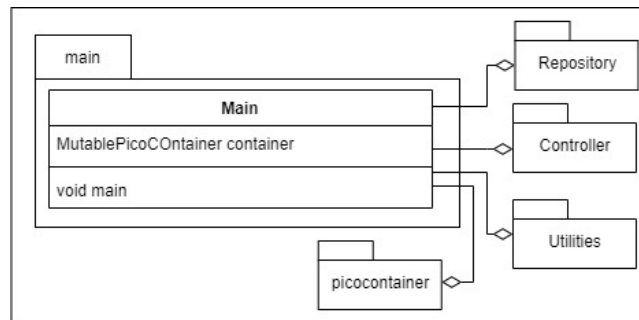 main
Main
MutablePicoCOntainer container
void main
Repository
Controller
Utilities
picocontainer